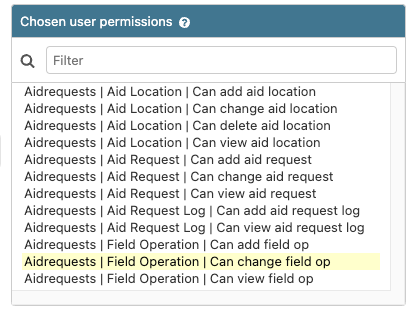 Chosen user permissions ?
Filter
Aidrequests | Aid Location | Can add aid location
Aidrequests | Aid Location | Can change aid location
Aidrequests | Aid Location | Can delete aid location
Aidrequests | Aid Location | Can view aid location
Aidrequests | Aid Request | Can add aid request
Aidrequests | Aid Request | Can change aid request
Aidrequests | Aid Request | Can view aid request
Aidrequests | Aid Request Log | Can add aid request log
Aidrequests | Aid Request Log | Can view aid request log
Aidrequests | Field Operation | Can add field op
Aidrequests | Field Operation | Can change field op
Aidrequests | Field Operation | Can view field op